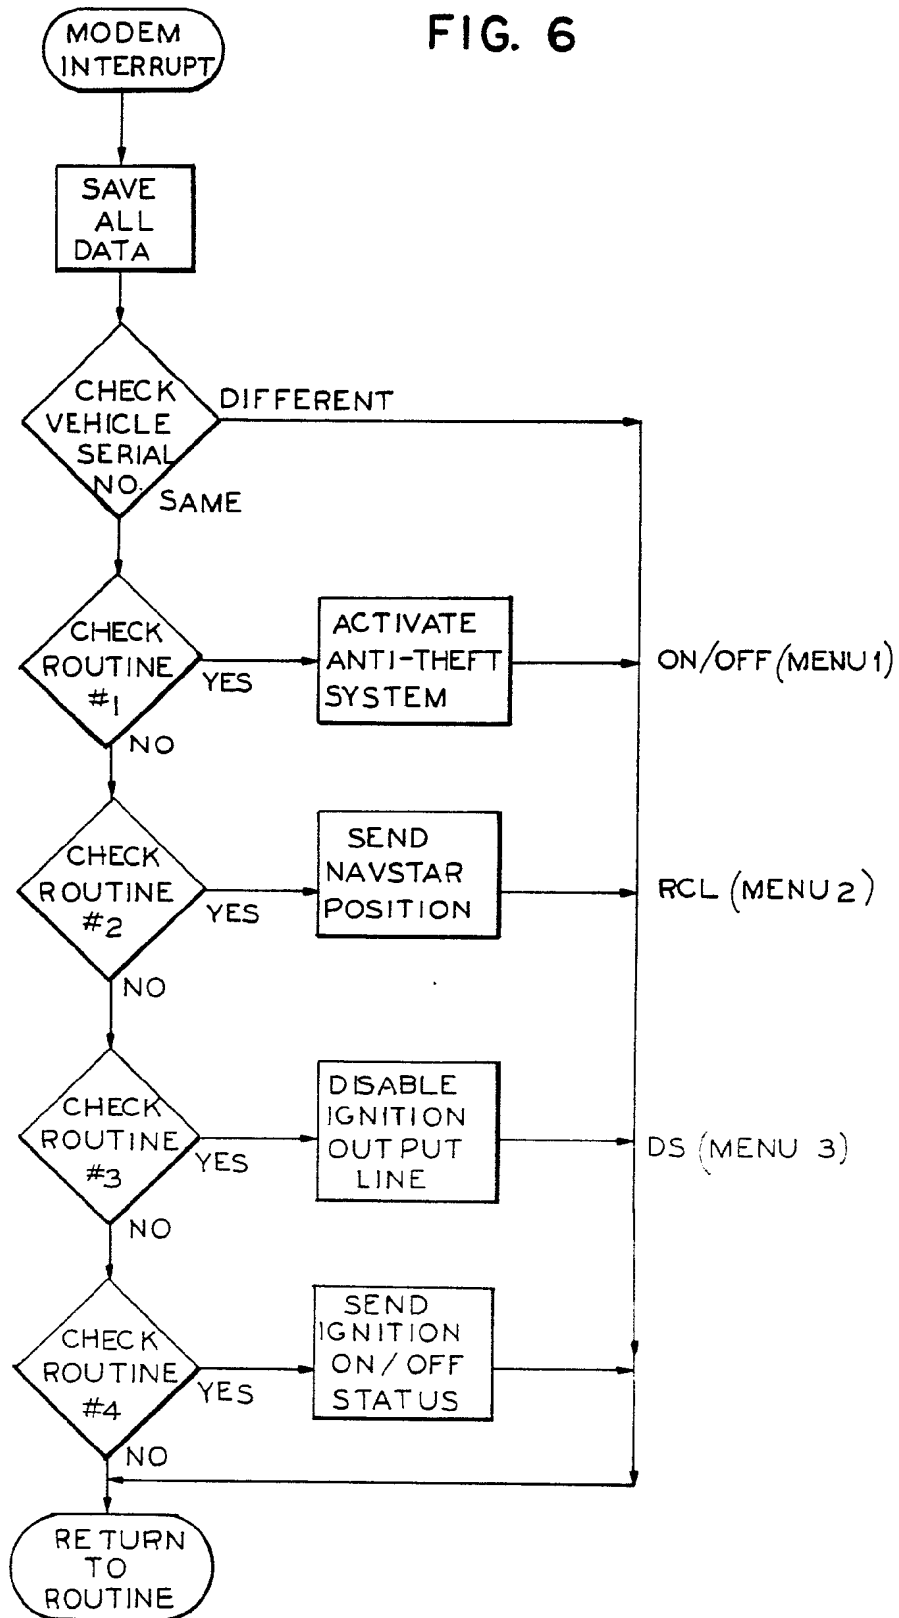 FIG. 6
MODEM
INTERRUPT
SAVE
ALL
DATA
CHECK
VEHICLE
SERIAL
NO.
DIFFERENT
SAME
CHECK
ROUTINE
#1
YES
NO
ACTIVATE
ANTI-THEFT
SYSTEM
ON/OFF (MENU 1)
CHECK
ROUTINE
#2
YES
NO
SEND
NAVSTAR
POSITION
RCL (MENU 2)
CHECK
ROUTINE
#3
YES
NO
DISABLE
IGNITION
OUTPUT
LINE
DS (MENU 3)
CHECK
ROUTINE
#4
YES
NO
SEND
IGNITION
ON/OFF
STATUS
RETURN
TO
ROUTINE